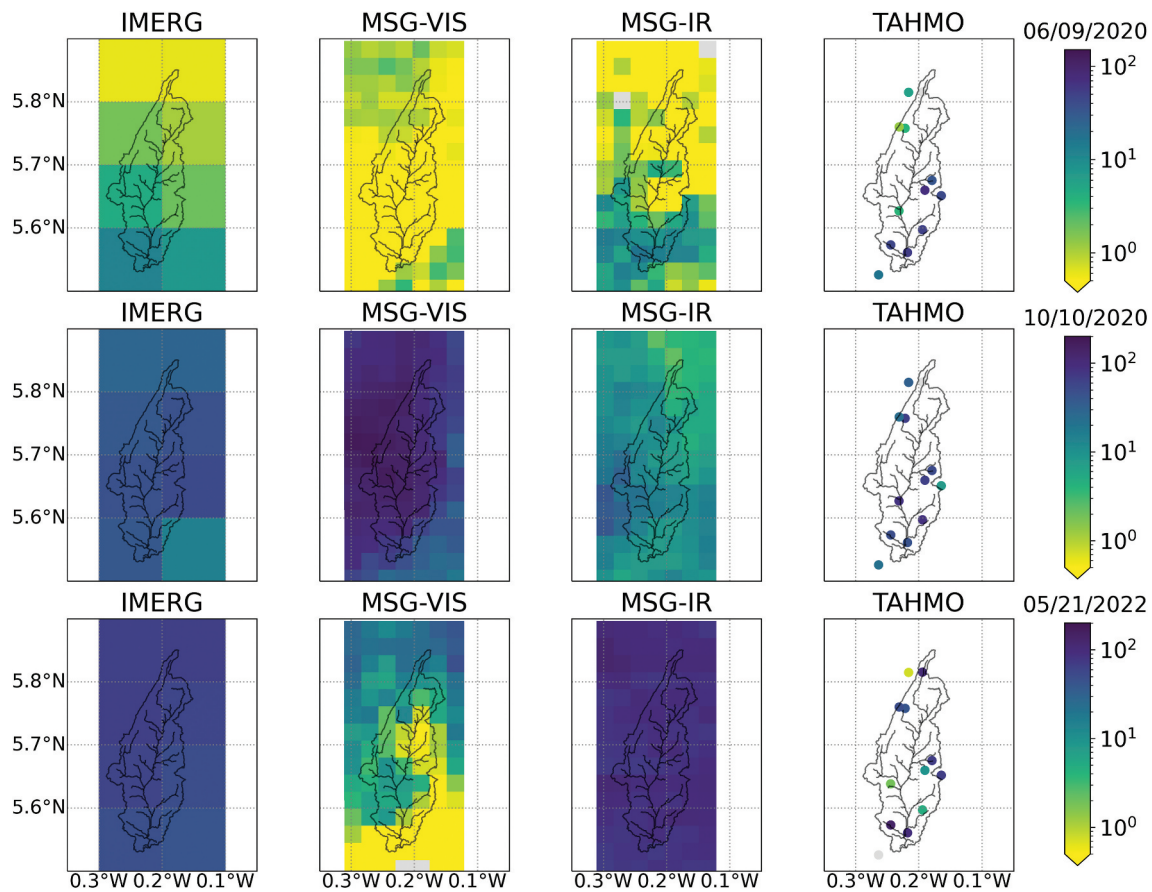 IMERG MSG-VIS MSG-IR TAHMO 06/09/2020
5.8°N
5.7°N
5.6°N
10²
10¹
10⁰
IMERG MSG-VIS MSG-IR TAHMO 10/10/2020
5.8°N
5.7°N
5.6°N
10²
10¹
10⁰
IMERG MSG-VIS MSG-IR TAHMO 05/21/2022
5.8°N
5.7°N
5.6°N
10²
10¹
10⁰
0.3°W 0.2°W 0.1°W 0.3°W 0.2°W 0.1°W 0.3°W 0.2°W 0.1°W 0.3°W 0.2°W 0.1°W